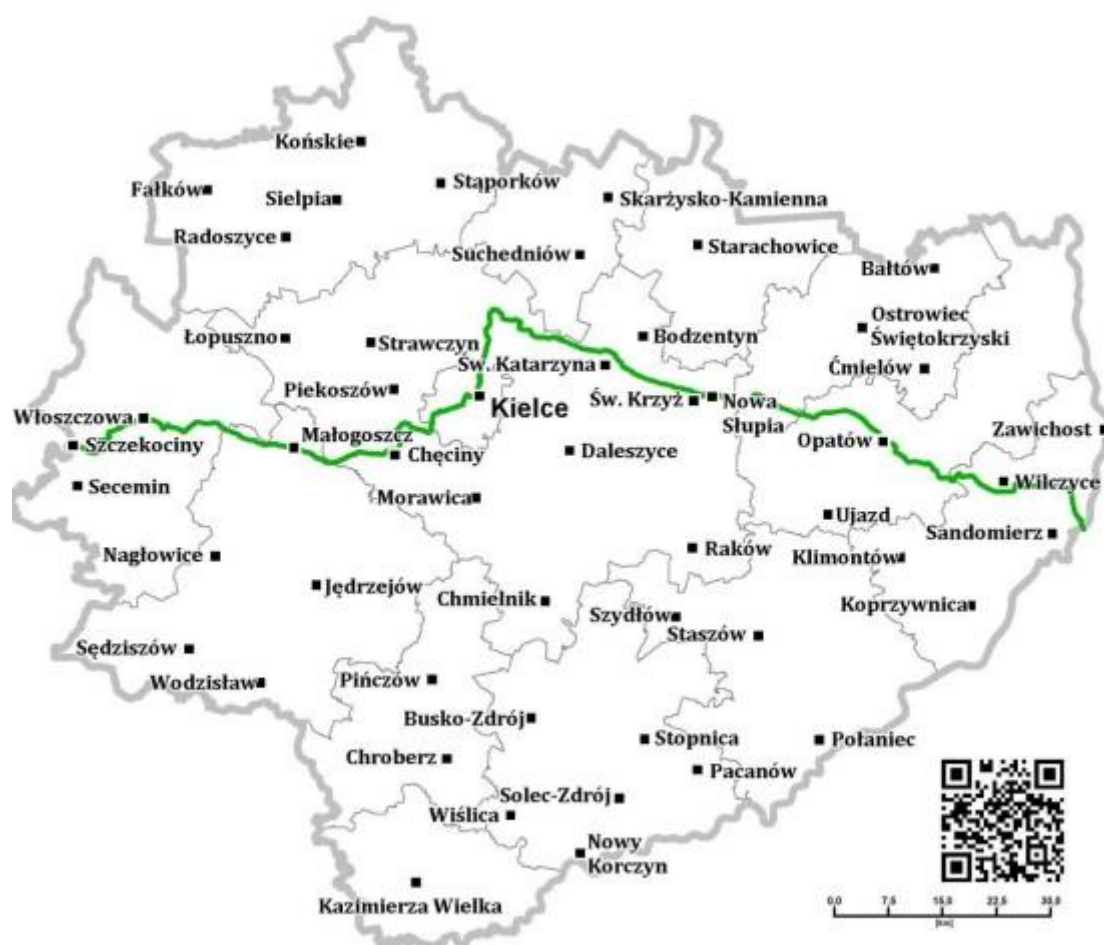 Końskie
Fałków
Stąporków
Sielpia
Skarżysko-Kamienna
Radoszyce
Starachowice
Suchedniów
Bałtów
Ostrowiec
Świętokrzyski
Łopuszno
Strawczyn
Bodzentyn
Św. Katarzyna
Ćmielów
Piekoszów
Kielce
Św. Krzyż
Nowa
Słupia
Włoszczowa
Szczekociny
Małogoszcz
Chęciny
Daleszyce
Opatów
Zawichost
Secemin
Morawica
Wilczyce
Ujazd
Sandomierz
Nagłowice
Raków
Klimontów
Jędrzejów
Chmielnik
Szydłów
Koprzywnica
Staszów
Sędziszów
Wodzisław
Pińczów
Busko-Zdrój
Stopnica
Połaniec
Chroberz
Pacanów
Solec-Zdrój
Wiślica
Nowy
Korczyn
Kazimierza Wielka
0,0 7,5 15,0 22,5 30,0
[km]